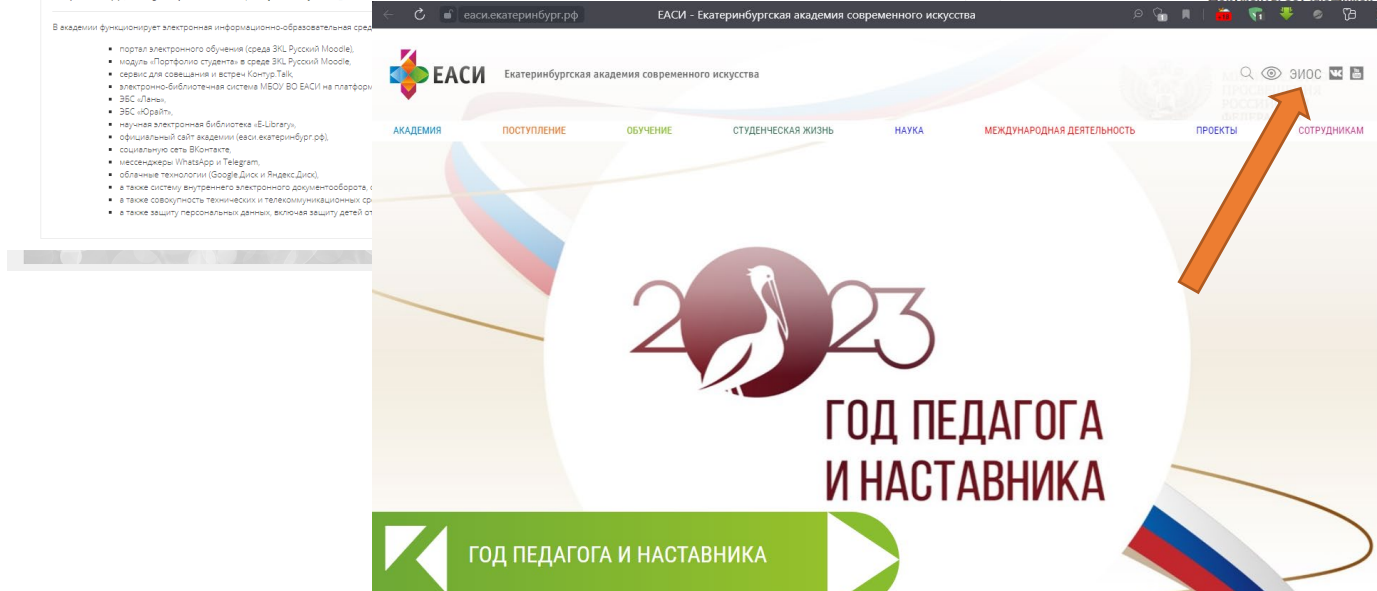 В академии функционирует электронная информационно-образовательная сред
портал электронного обучения (среда 3KL Русский Moodle),
модуль «Портфолио студента» в среде 3KL Русский Moodle,
сервис для совещания и встреч Контур.Talk,
электронно-библиотечная система МБОУ ВО ЕАСИ на платформ
ЭБС «Лань»,
ЭБС «Юрайт»,
научная электронная библиотека «E-Library»,
официальный сайт академии (еаси.екатеринбург.рф),
социальную сеть ВКонтакте,
мессенджеры WhatsApp и Telegram,
облачные технологии (Google.Диск и Яндекс.Диск),
а также систему внутреннего электронного документооборота,
а также совокупность технических и телекоммуникационных ср
а также защиту персональных данных, включая защиту детей от
еаси.екатеринбург.рф ЕАСИ - Екатеринбургская академия современного искусства
ЕАСИ Екатеринбургская академия современного искусства ЭИОС
АКАДЕМИЯ ПОСТУПЛЕНИЕ ОБУЧЕНИЕ СТУДЕНЧЕСКАЯ ЖИЗНЬ НАУКА МЕЖДУНАРОДНАЯ ДЕЯТЕЛЬНОСТЬ ПРОЕКТЫ СОТРУДНИКАМ
2023
ГОД ПЕДАГОГА
И НАСТАВНИКА
ГОД ПЕДАГОГА И НАСТАВНИКА